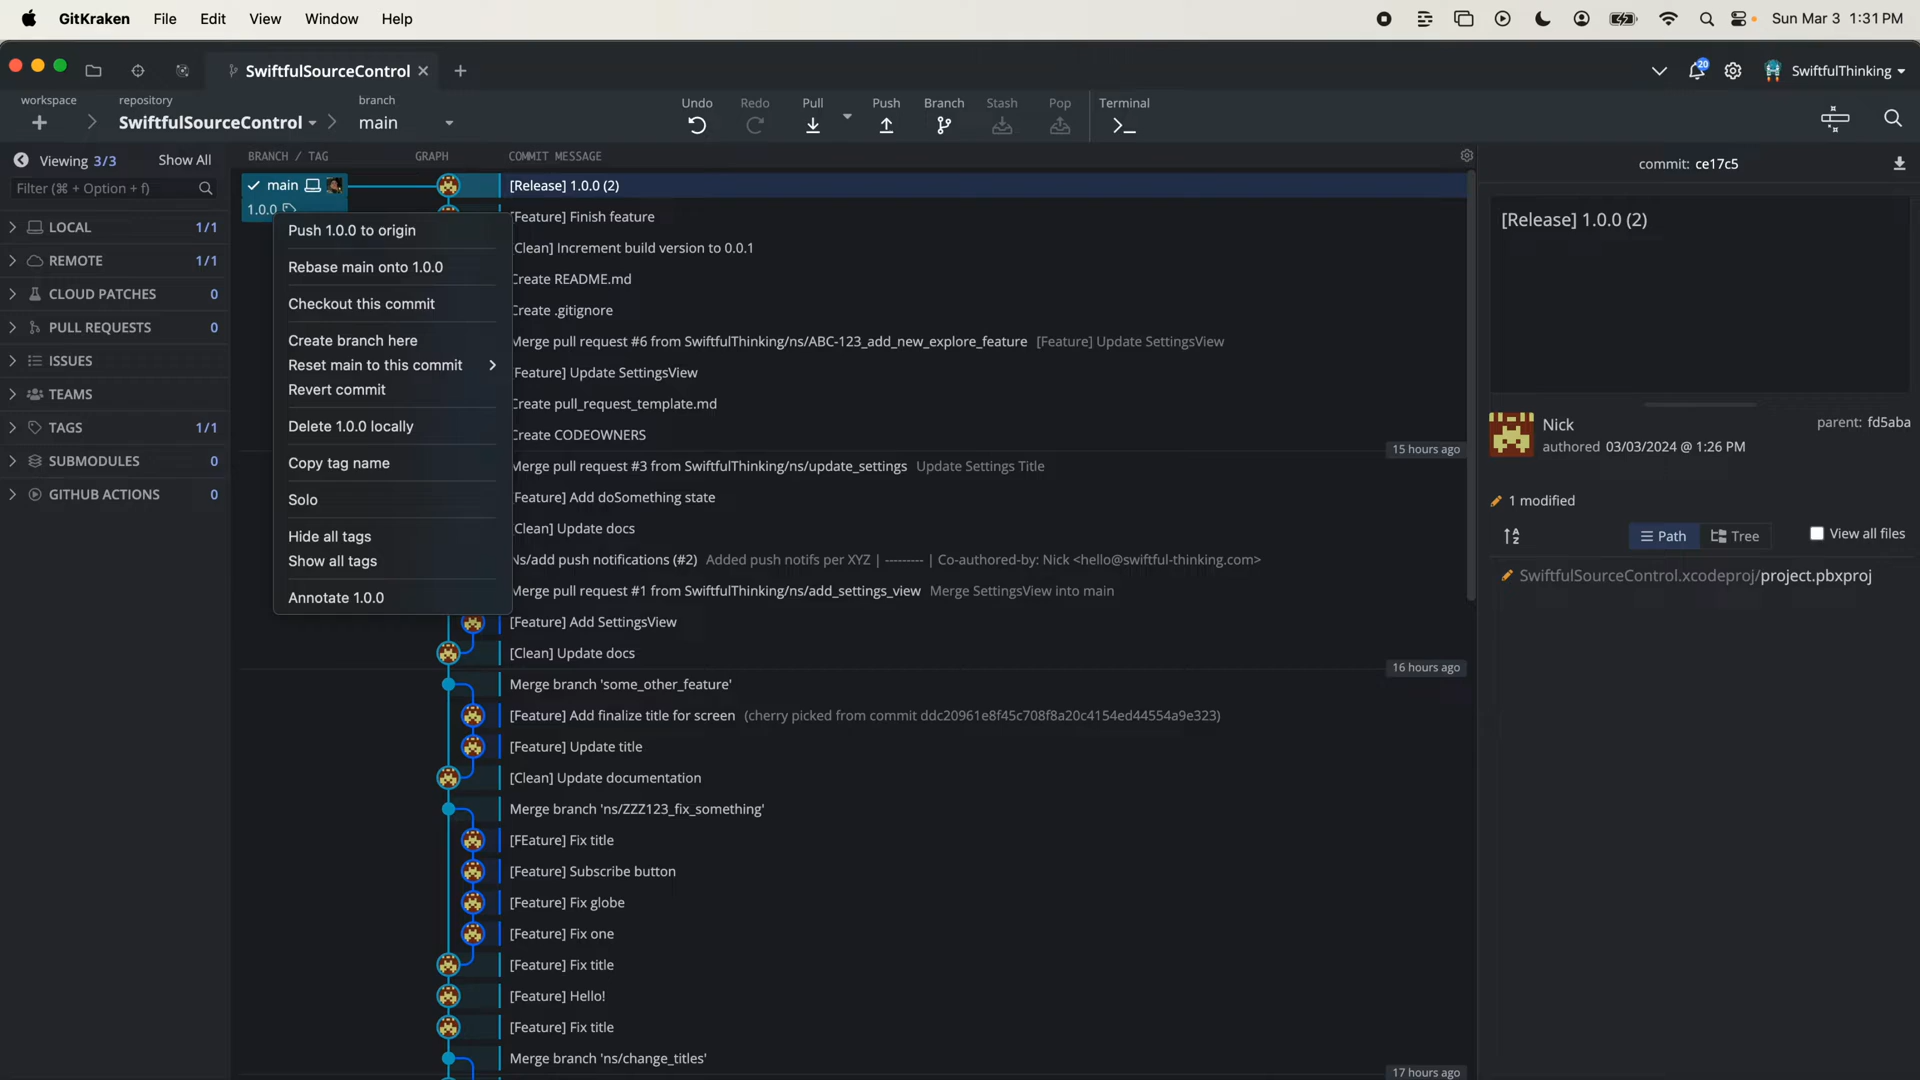 GitKraken File Edit View Window Help Sun Mar 3 1:31 PM
SwiftfulSourceControl 20 SwiftfulThinking
workspace repository branch
SwiftfulSourceControl main
Undo Redo Pull Push Branch Stash Pop Terminal
Viewing 3/3 Show All
Filter (⌘ + Option + f)
LOCAL 1/1
REMOTE 1/1
CLOUD PATCHES 0
PULL REQUESTS 0
ISSUES
TEAMS
TAGS 1/1
SUBMODULES 0
GITHUB ACTIONS 0
BRANCH / TAG GRAPH COMMIT MESSAGE
main
1.0.0
Push 1.0.0 to origin
Rebase main onto 1.0.0
Checkout this commit
Create branch here
Reset main to this commit
Revert commit
Delete 1.0.0 locally
Copy tag name
Solo
Hide all tags
Show all tags
Annotate 1.0.0
[Release] 1.0.0 (2)
[Feature] Finish feature
Clean] Increment build version to 0.0.1
Create README.md
Create .gitignore
Merge pull request #6 from SwiftfulThinking/ns/ABC-123_add_new_explore_feature [Feature] Update SettingsView
Feature] Update SettingsView
Create pull_request_template.md
Create CODEOWNERS
15 hours ago
Merge pull request #3 from SwiftfulThinking/ns/update_settings Update Settings Title
Feature] Add doSomething state
Clean] Update docs
Ns/add push notifications (#2) Added push notifs per XYZ | --------- | Co-authored-by: Nick <hello@swiftful-thinking.com>
Merge pull request #1 from SwiftfulThinking/ns/add_settings_view Merge SettingsView into main
[Feature] Add SettingsView
[Clean] Update docs
16 hours ago
Merge branch 'some_other_feature'
[Feature] Add finalize title for screen (cherry picked from commit ddc20961e8f45c708f8a20c4154ed44554a9e323)
[Feature] Update title
[Clean] Update documentation
Merge branch 'ns/ZZZ123_fix_something'
[FEature] Fix title
[Feature] Subscribe button
[Feature] Fix globe
[Feature] Fix one
[Feature] Fix title
[Feature] Hello!
[Feature] Fix title
Merge branch 'ns/change_titles'
17 hours ago
commit: ce17c5
[Release] 1.0.0 (2)
Nick parent: fd5aba
authored 03/03/2024 @ 1:26 PM
1 modified
Path Tree View all files
SwiftfulSourceControl.xcodeproj/project.pbxproj